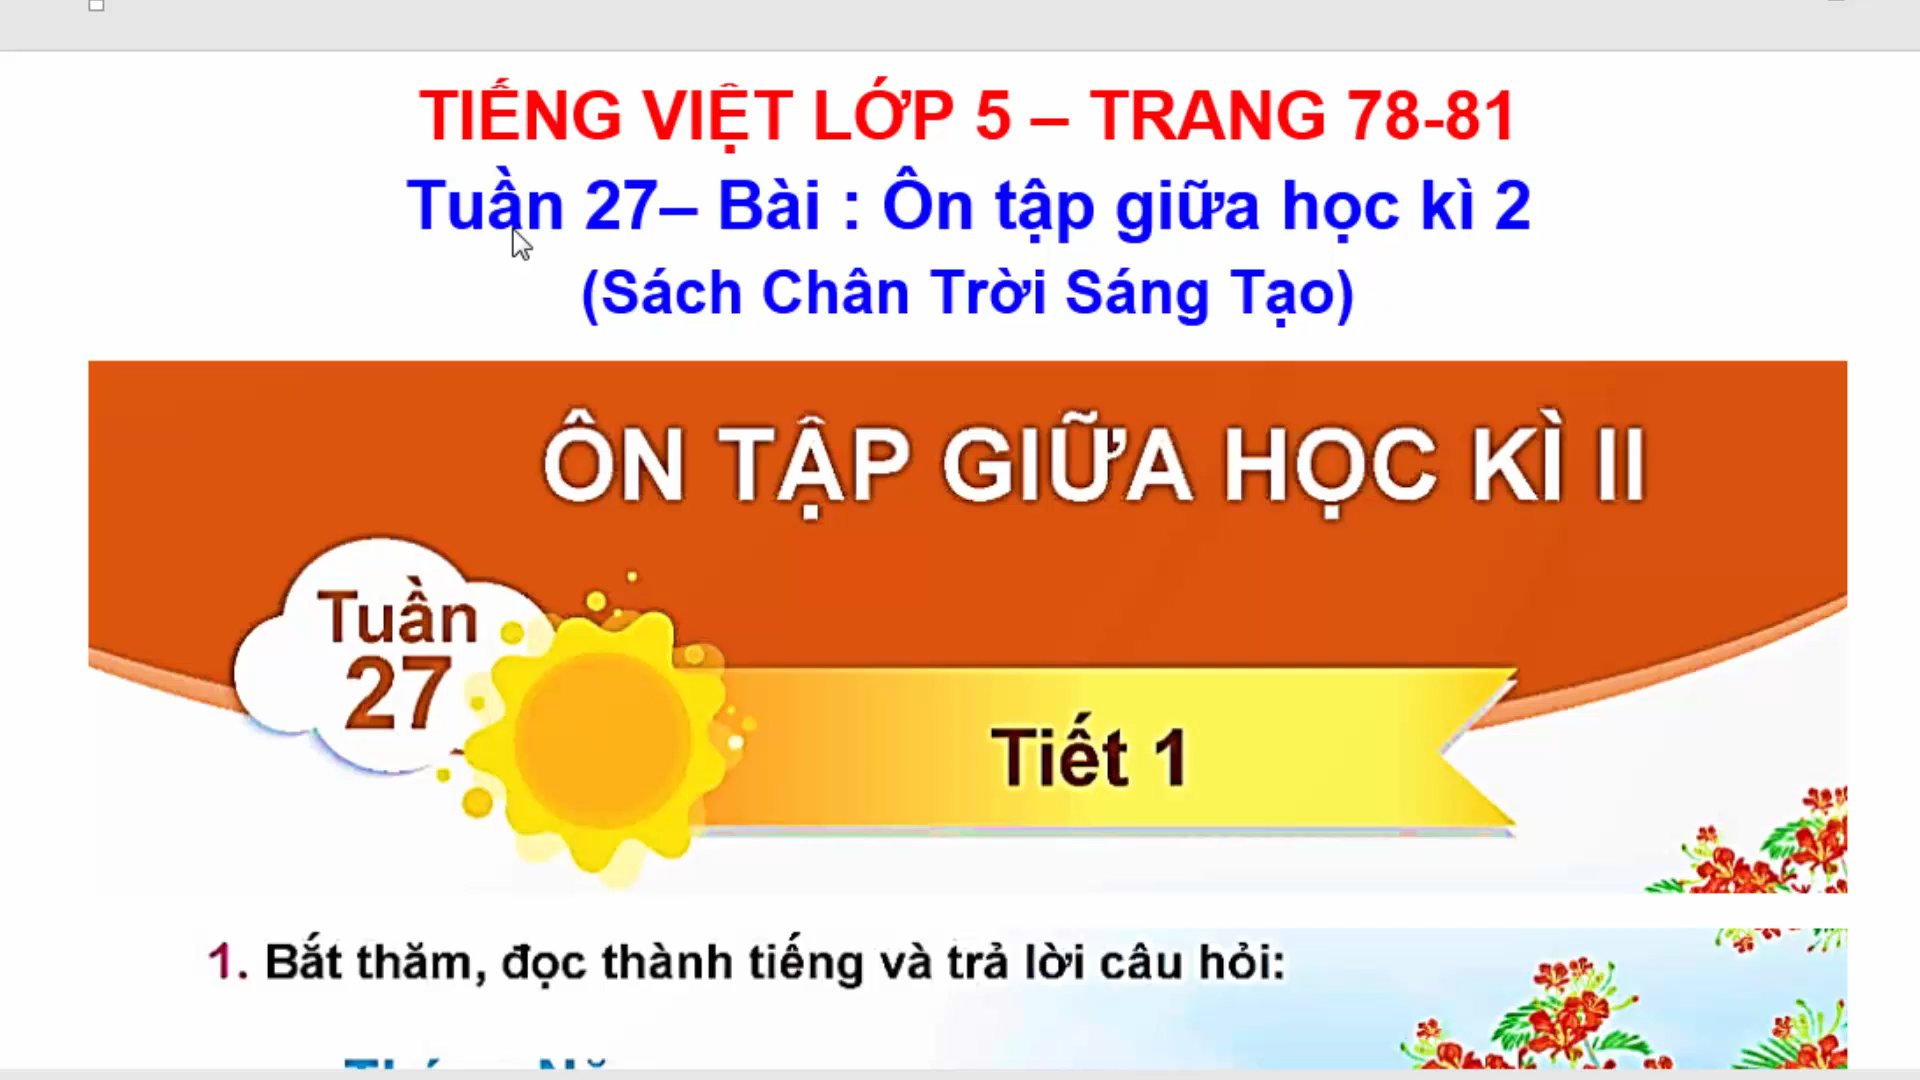 TIẾNG VIỆT LỚP 5 – TRANG 78-81
Tuần 27– Bài : Ôn tập giữa học kì 2
(Sách Chân Trời Sáng Tạo)
ÔN TẬP GIỮA HỌC KÌ II
Tuần
27
Tiết 1
1. Bắt thăm, đọc thành tiếng và trả lời câu hỏi: